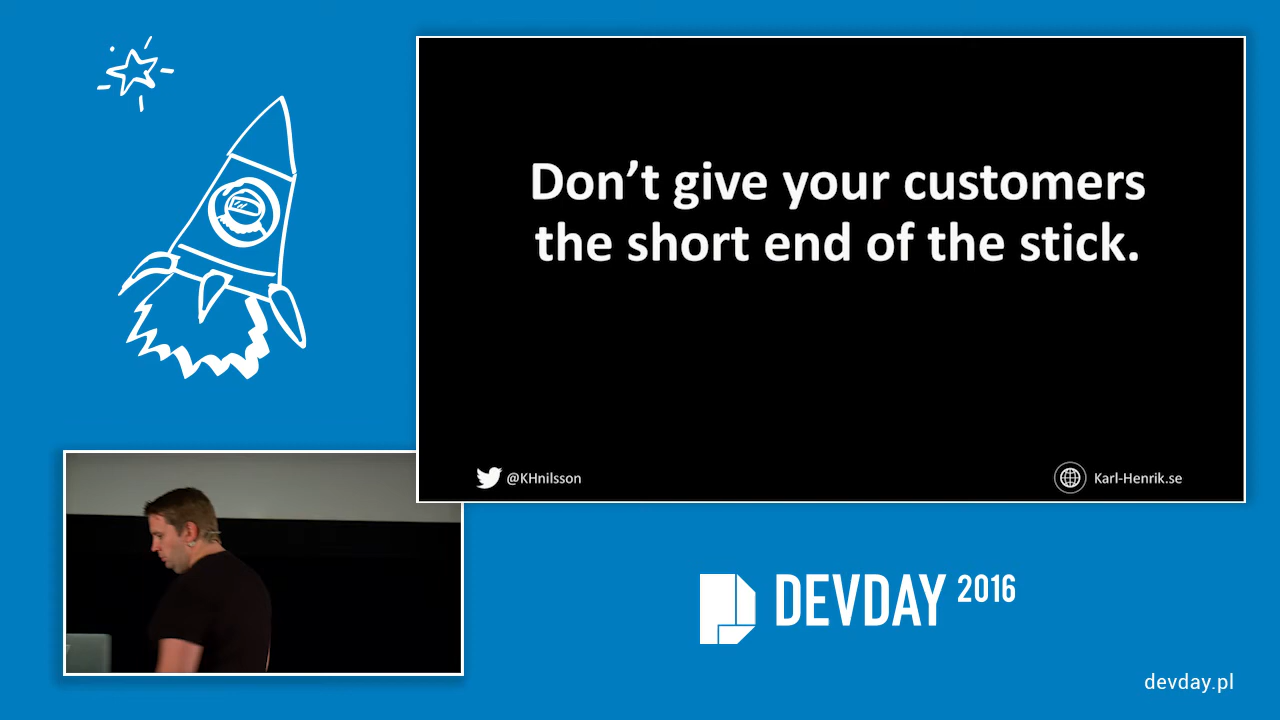 Don’t give your customers
the short end of the stick.
@KHnilsson
Karl-Henrik.se
DEVDAY 2016
devday.pl